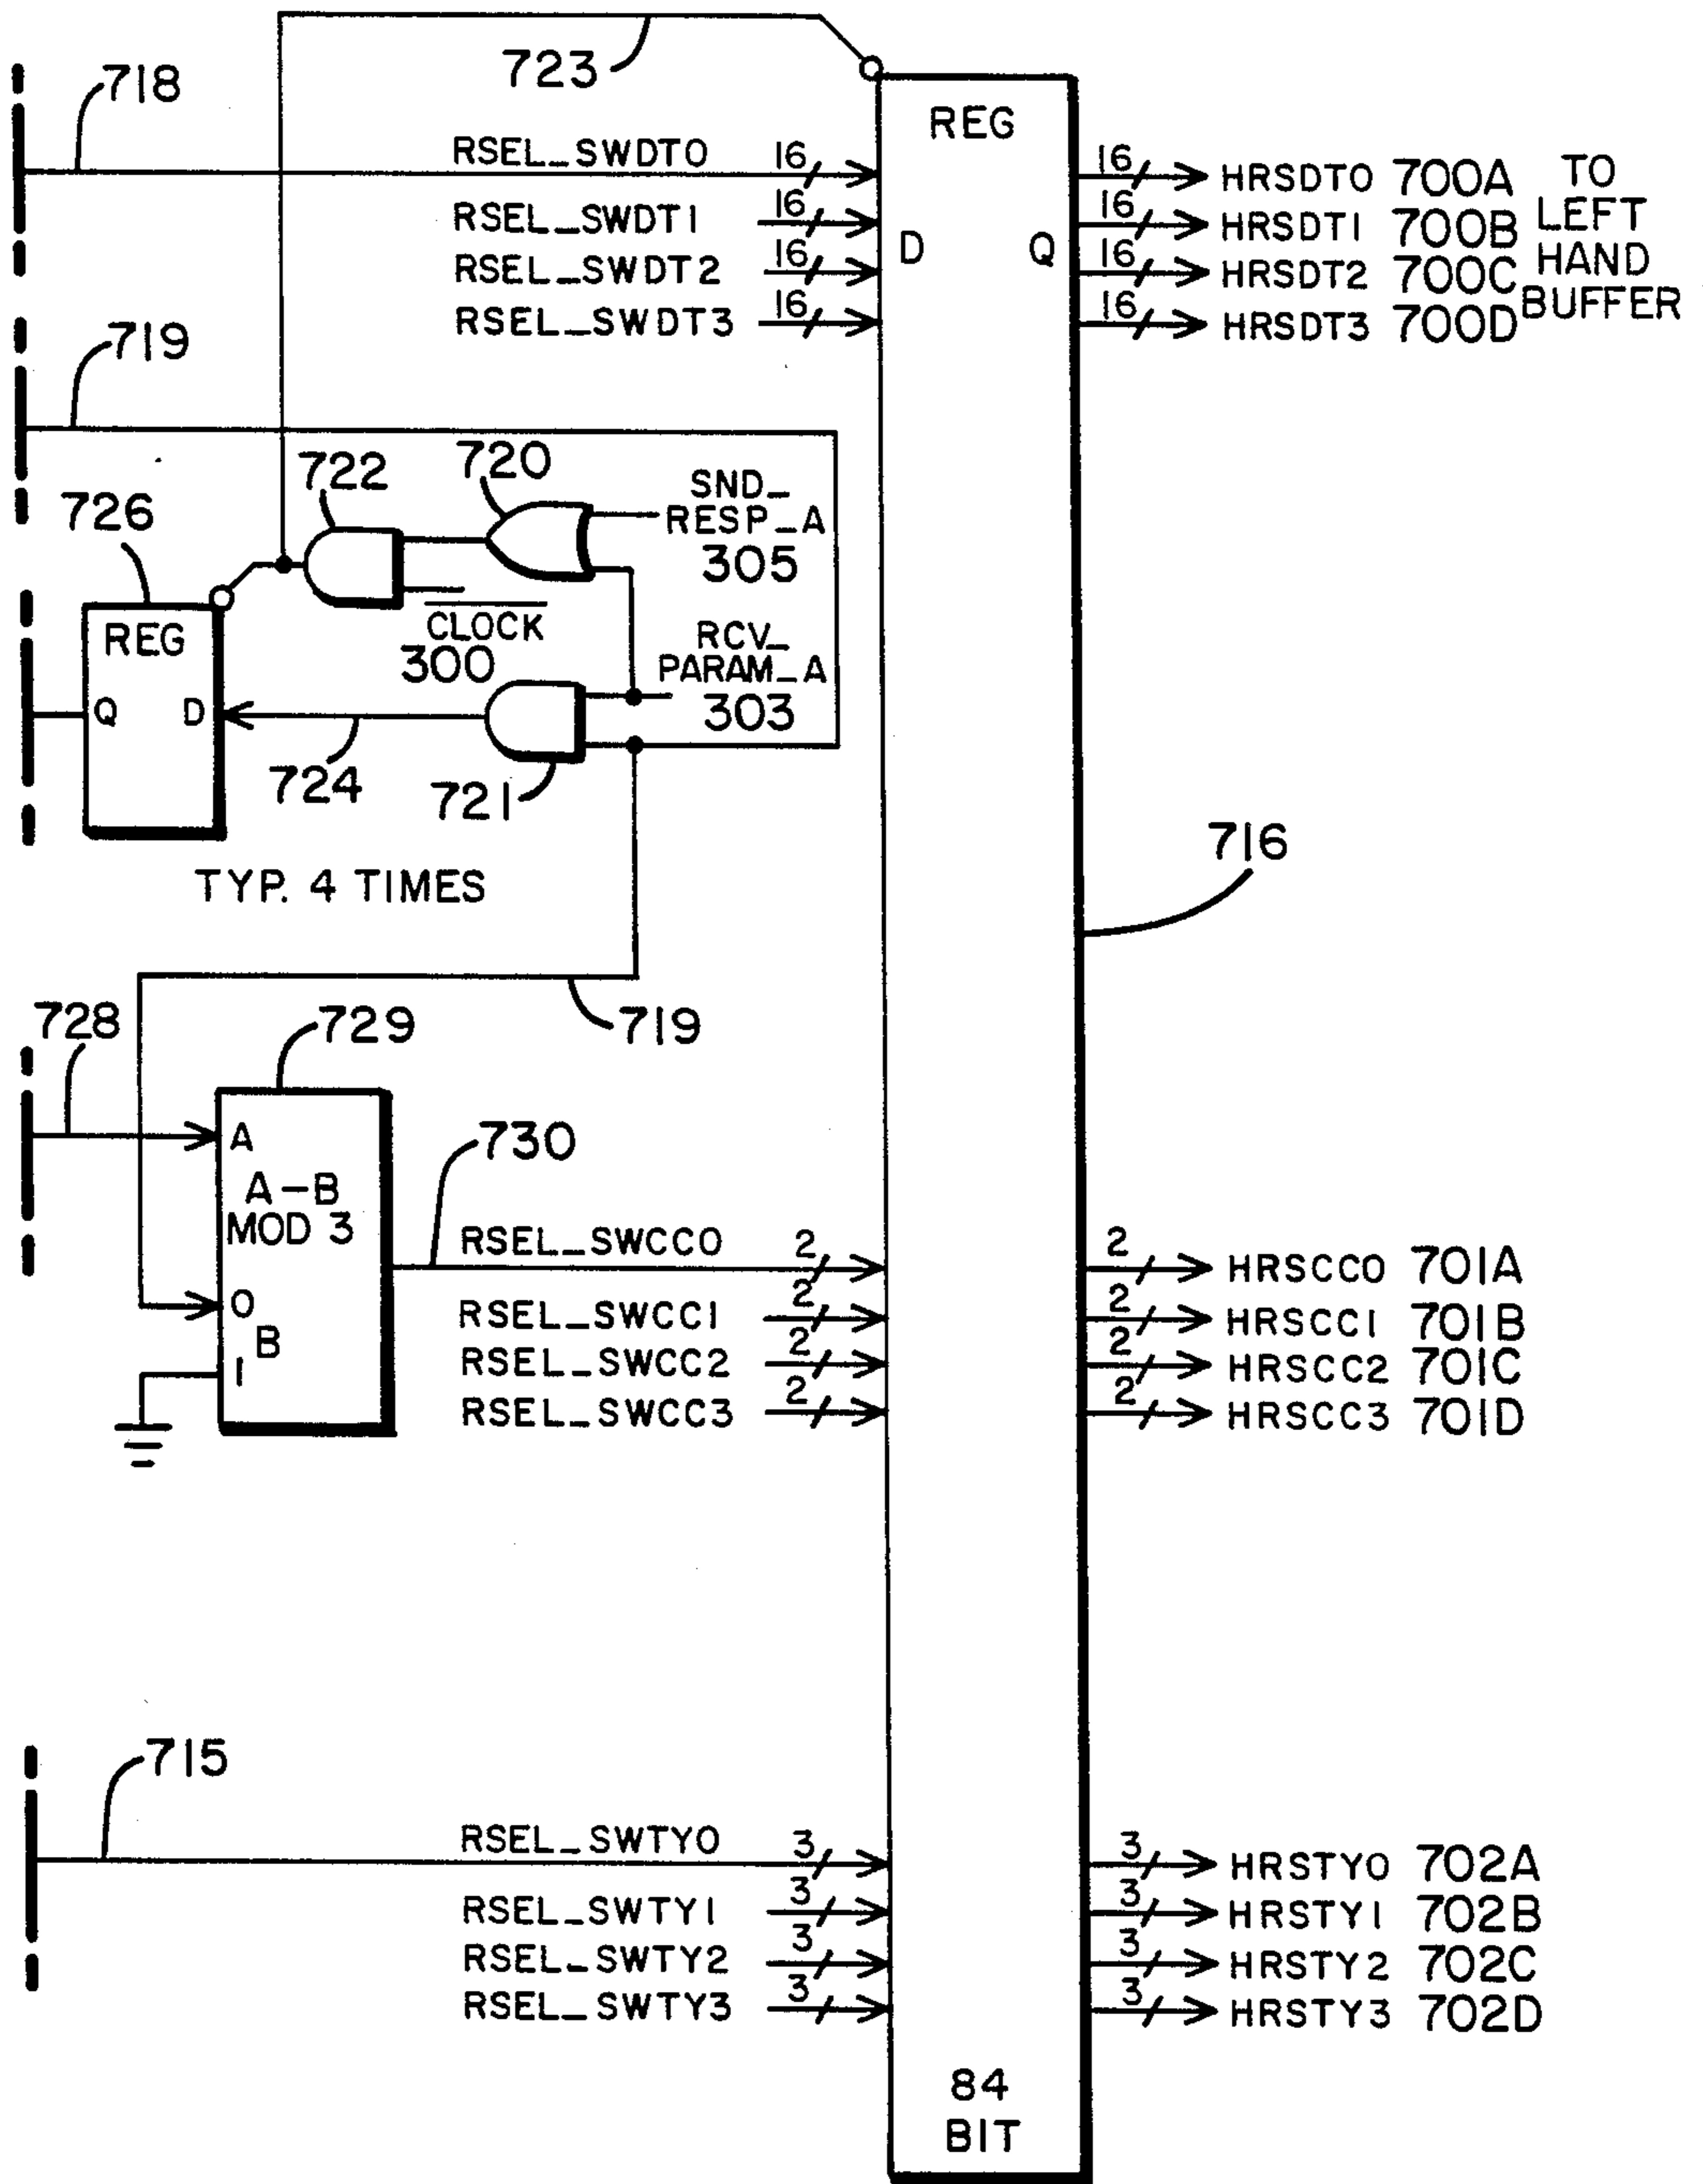 723
718
REG
RSEL_SWDT0 16
RSEL_SWDT1 16
RSEL_SWDT2 16
RSEL_SWDT3 16
D Q
16 HRSDT0 700A
16 HRSDT1 700B
16 HRSDT2 700C
16 HRSDT3 700D
TO
LEFT
HAND
BUFFER
719
722
720
SND_
RESP_A
305
726
REG
Q D
CLOCK
300
RCV_
PARAM_A
303
724
721
TYP. 4 TIMES
716
719
728
729
A
A-B
MOD 3
0
B
1
730
RSEL_SWCC0 2
RSEL_SWCC1 2
RSEL_SWCC2 2
RSEL_SWCC3 2
2 HRSCC0 701A
2 HRSCC1 701B
2 HRSCC2 701C
2 HRSCC3 701D
715
RSEL_SWTY0 3
RSEL_SWTY1 3
RSEL_SWTY2 3
RSEL_SWTY3 3
3 HRSTY0 702A
3 HRSTY1 702B
3 HRSTY2 702C
3 HRSTY3 702D
84
BIT